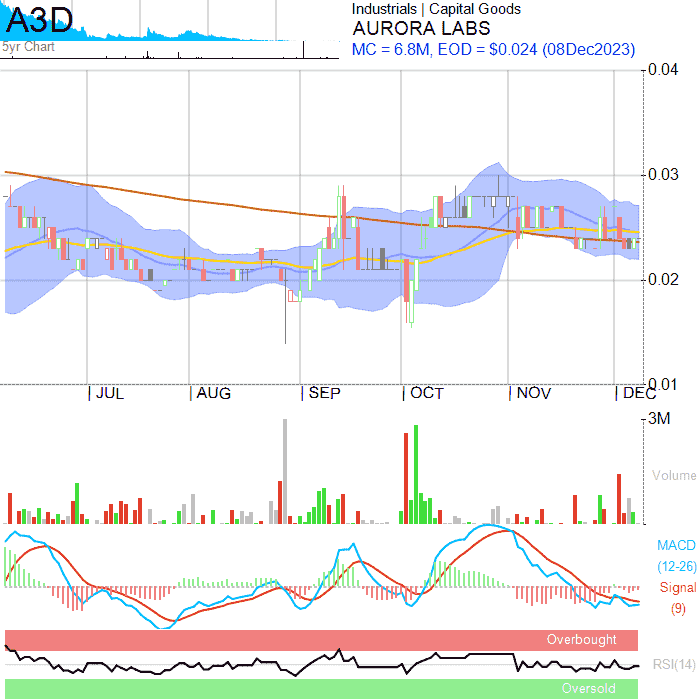 A3D
5yr Chart
Industrials | Capital Goods
AURORA LABS
MC = 6.8M, EOD = $0.024 (08Dec2023)
0.04
0.03
0.02
0.01
JUL AUG SEP OCT NOV DEC
3M
Volume
MACD
(12-26)
Signal
(9)
Overbought
RSI(14)
Oversold